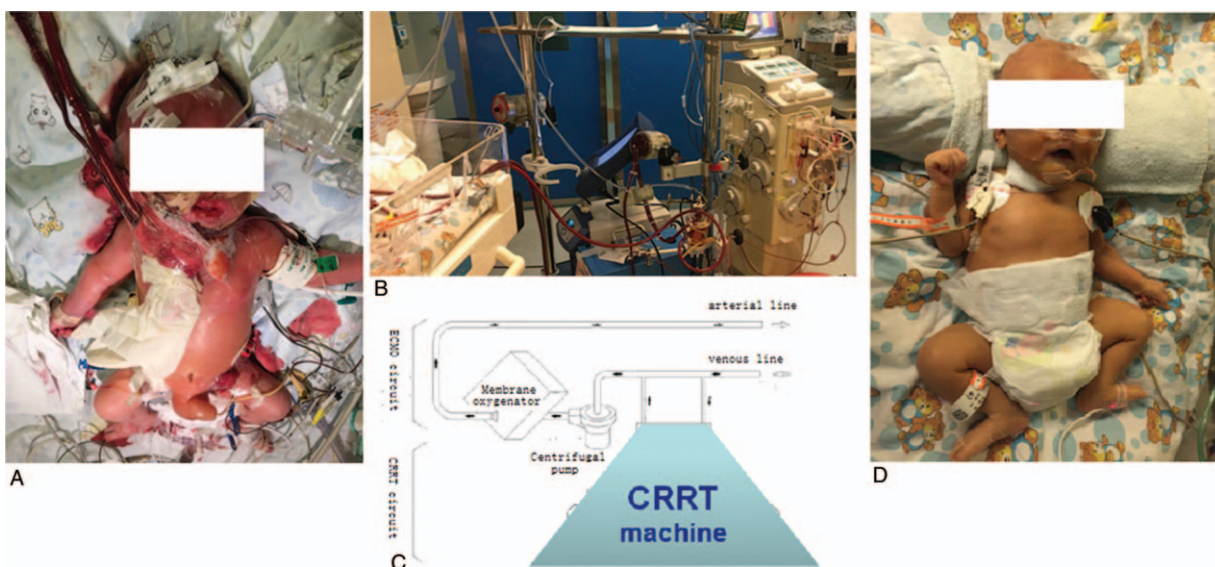 A
B
arterial line
venous line
ECMO circuit
Membrane
oxygenator
Centrifugal
pump
CRRT circuit
CRRT
machine
C
D